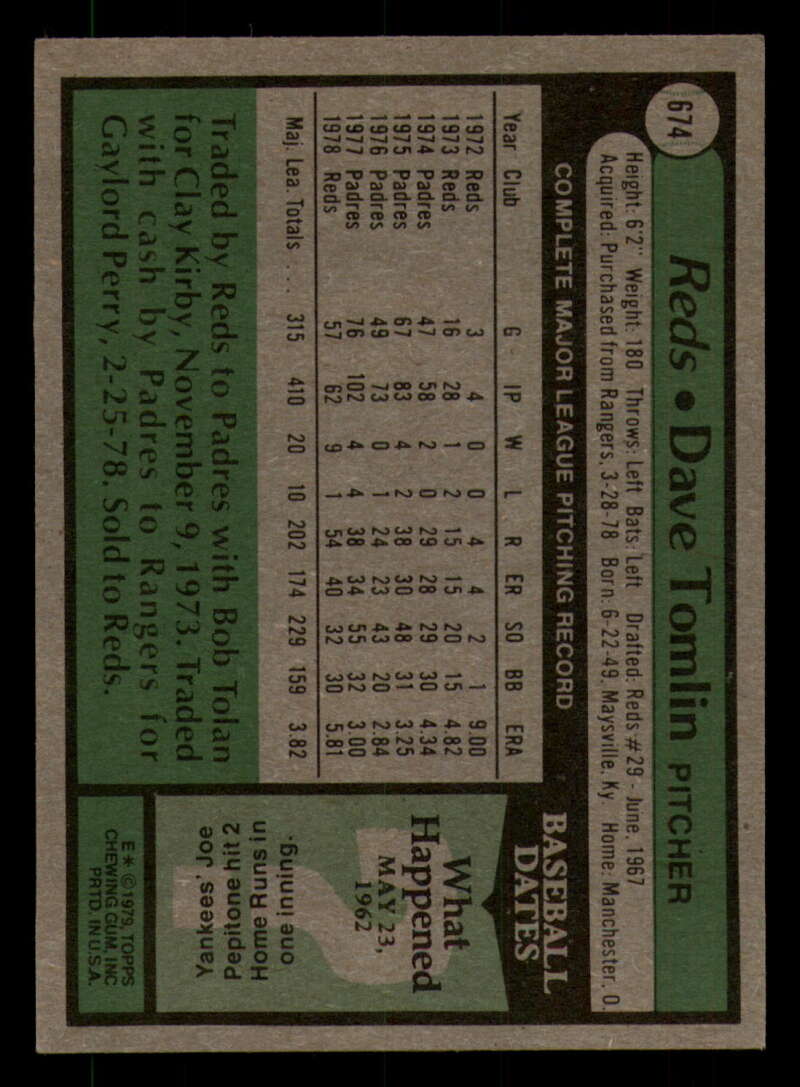 674
Reds • Dave Tomlin PITCHER
Height: 6'2" Weight: 180 Throws: Left Bats: Left Drafted: Reds #29 - June, 1967
Acquired: Purchased from Rangers, 3-28-78 Born: 6-22-49, Maysville, Ky Home: Manchester, O.
COMPLETE MAJOR LEAGUE PITCHING RECORD
Year Club G IP W L R ER SO BB ERA
1972 Reds 3 4 0 0 4 4 2 1 9.00
1973 Reds 16 28 1 2 15 15 20 15 4.82
1974 Padres 47 58 2 0 29 28 29 30 4.34
1975 Padres 67 83 4 2 38 30 48 31 3.25
1976 Padres 49 73 0 1 24 23 43 20 2.84
1977 Padres 76 102 4 4 38 34 55 32 3.00
1978 Reds 57 62 9 1 54 40 32 30 5.81
Maj. Lea. Totals . . . 315 410 20 10 202 174 229 159 3.82
Traded by Reds to Padres with Bob Tolan
for Clay Kirby, November 9, 1973. Traded
with cash by Padres to Rangers for
Gaylord Perry, 2-25-78. Sold to Reds.
BASEBALL
DATES
What
Happened
MAY 23,
1962
Yankees' Joe
Pepitone hit 2
Home Runs in
one inning.
E * © 1979, TOPPS
CHEWING GUM, INC
PRTD. IN U.S.A.